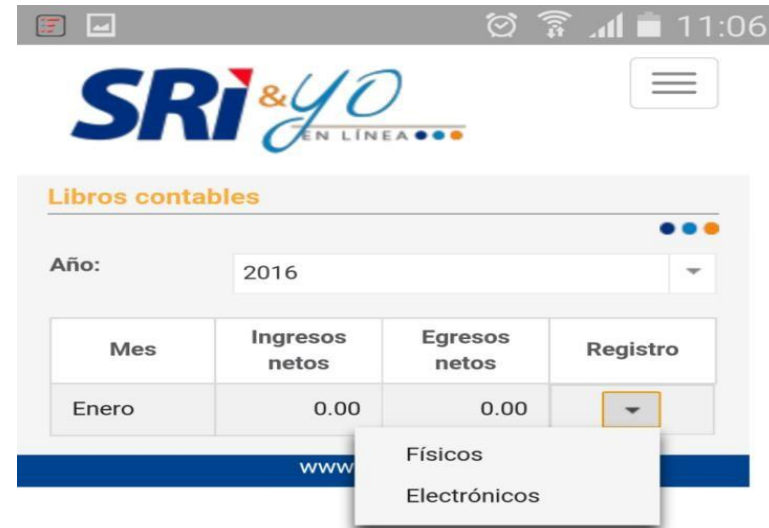 11:06
SRi &yo
EN LÍNEA
Libros contables
Año:
2016
Mes Ingresos netos Egresos netos Registro
Enero 0.00 0.00
www
Físicos
Electrónicos